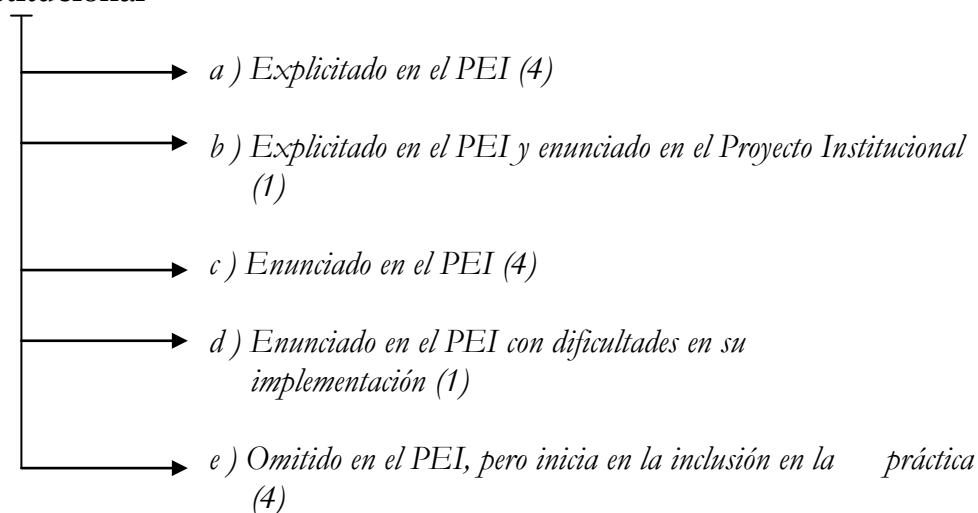 a ) Explicitado en el PEI (4)
b ) Explicitado en el PEI y enunciado en el Proyecto Institucional
(1)
c ) Enunciado en el PEI (4)
d ) Enunciado en el PEI con dificultades en su
implementación (1)
e ) Omitido en el PEI, pero inicia en la inclusión en la práctica
(4)